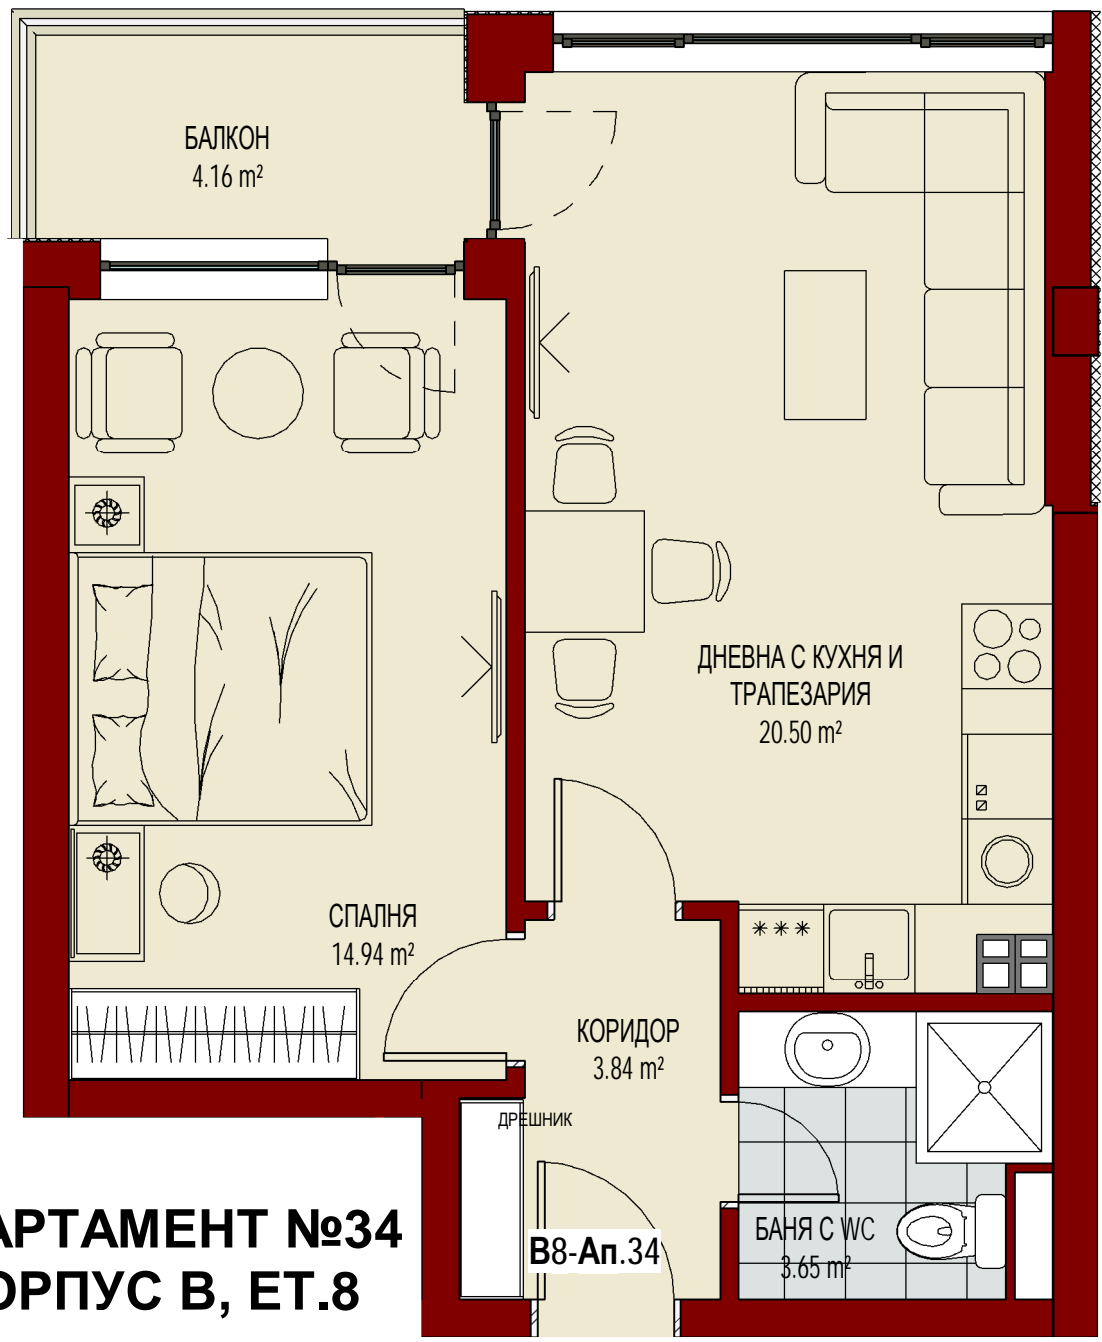 БАЛКОН
4.16 m²
ДНЕВНА С КУХНЯ И
ТРАПЕЗАРИЯ
20.50 m²
СПАЛНЯ
14.94 m²
КОРИДОР
3.84 m²
ДРЕШНИК
БАНЯ С WC
3.65 m²
В8-Ап.34
АРТАМЕНТ №34
ОРПУС В, ЕТ.8